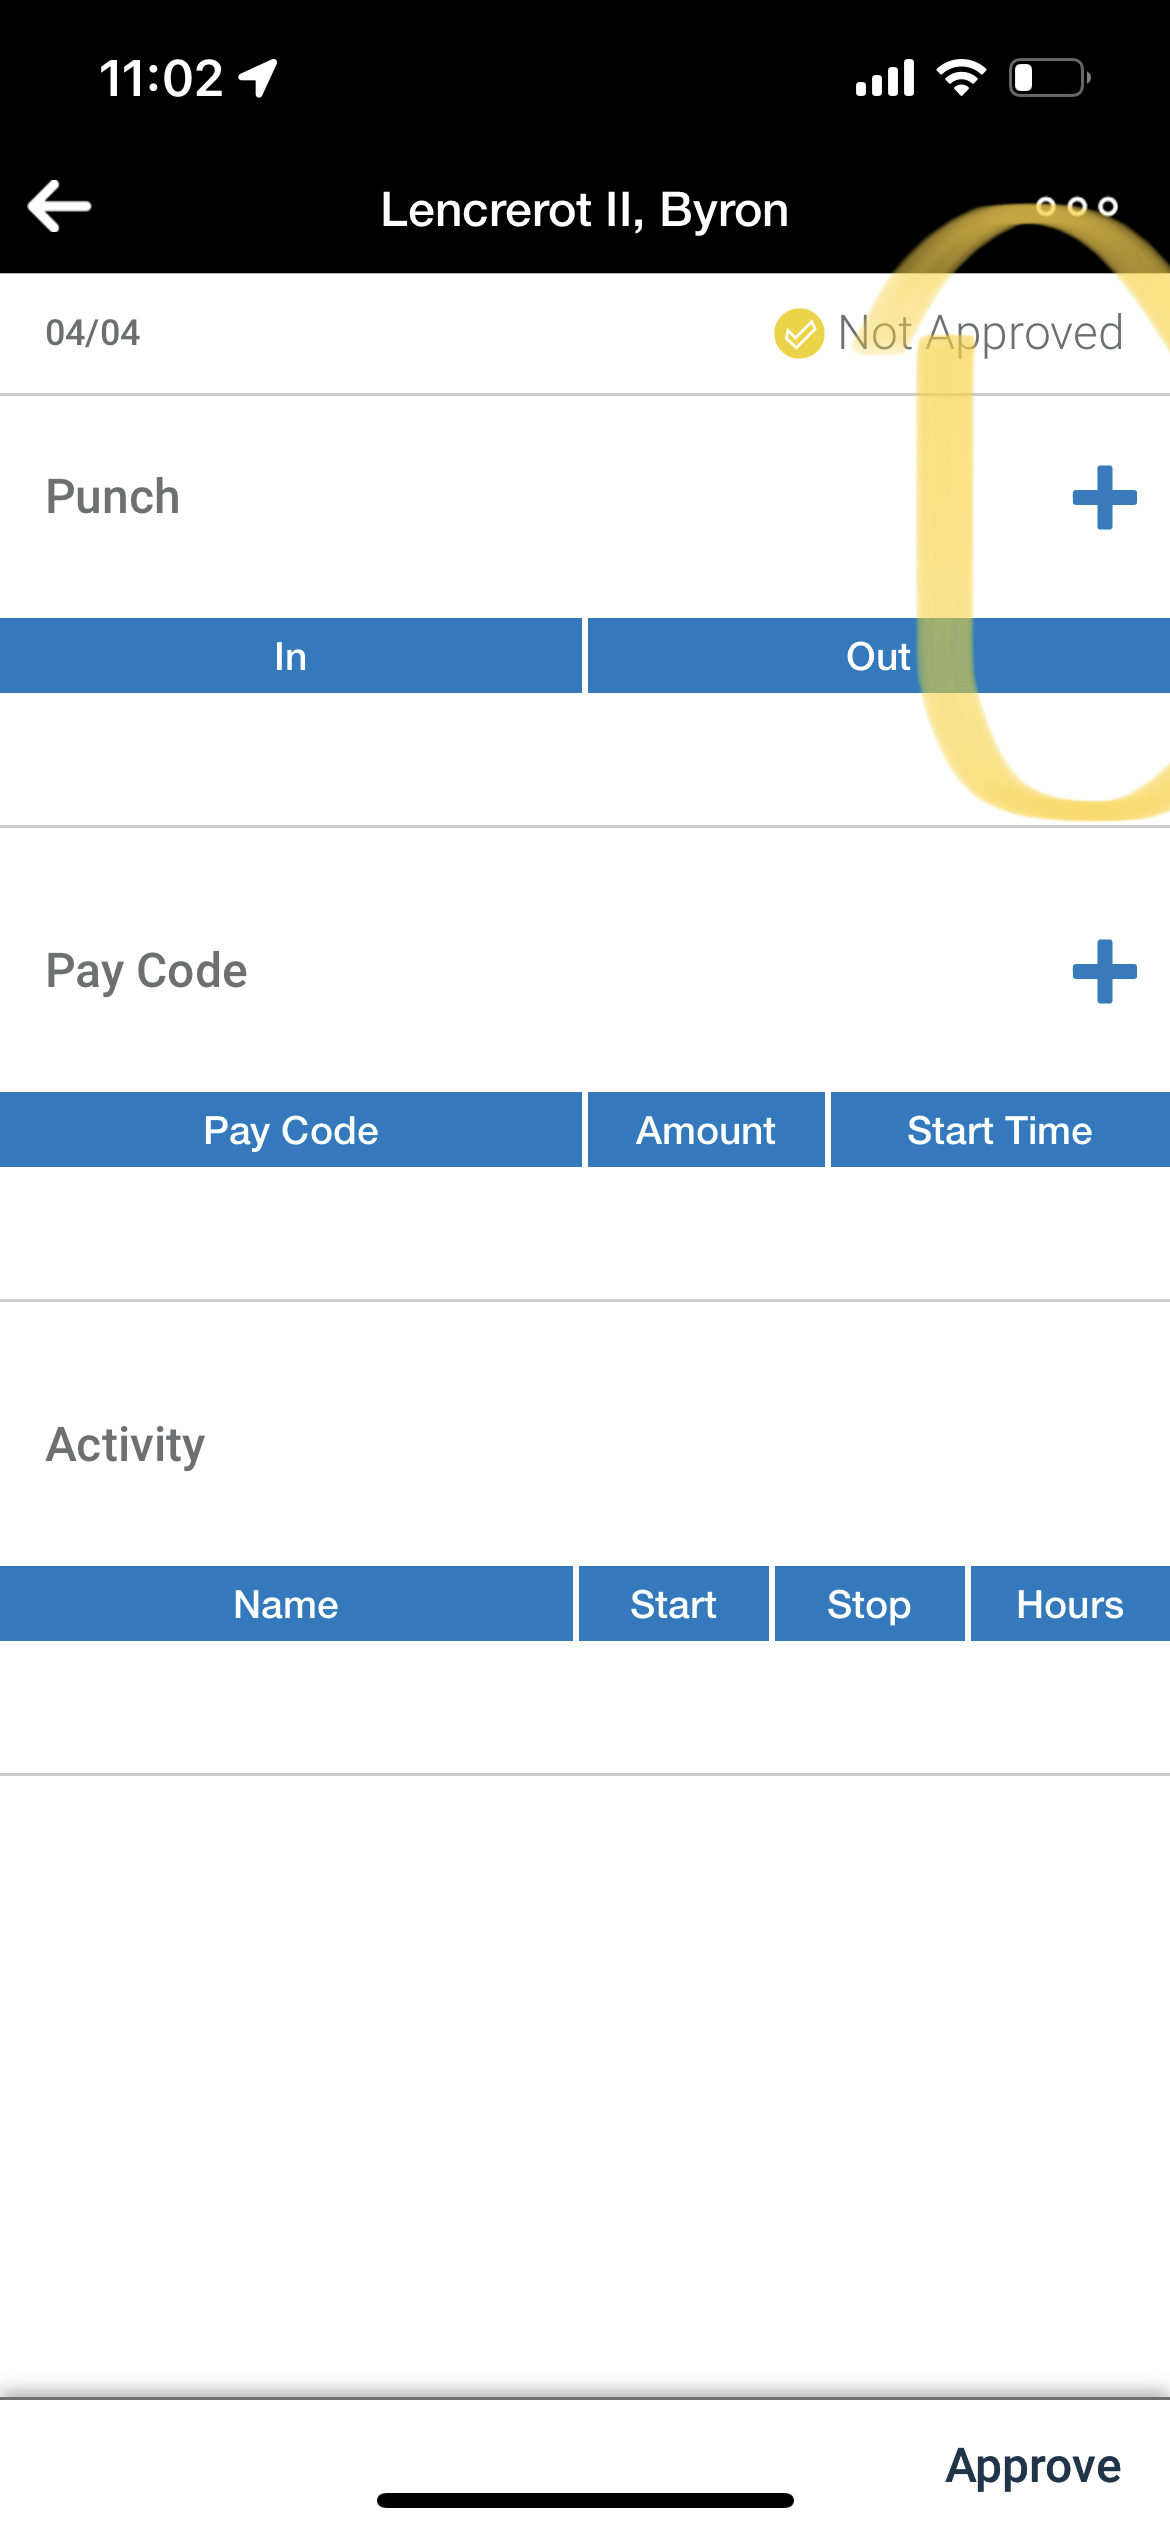 11:02
Lencrerot II, Byron
04/04
Not Approved
Punch
In Out
Pay Code
Pay Code Amount Start Time
Activity
Name Start Stop Hours
Approve